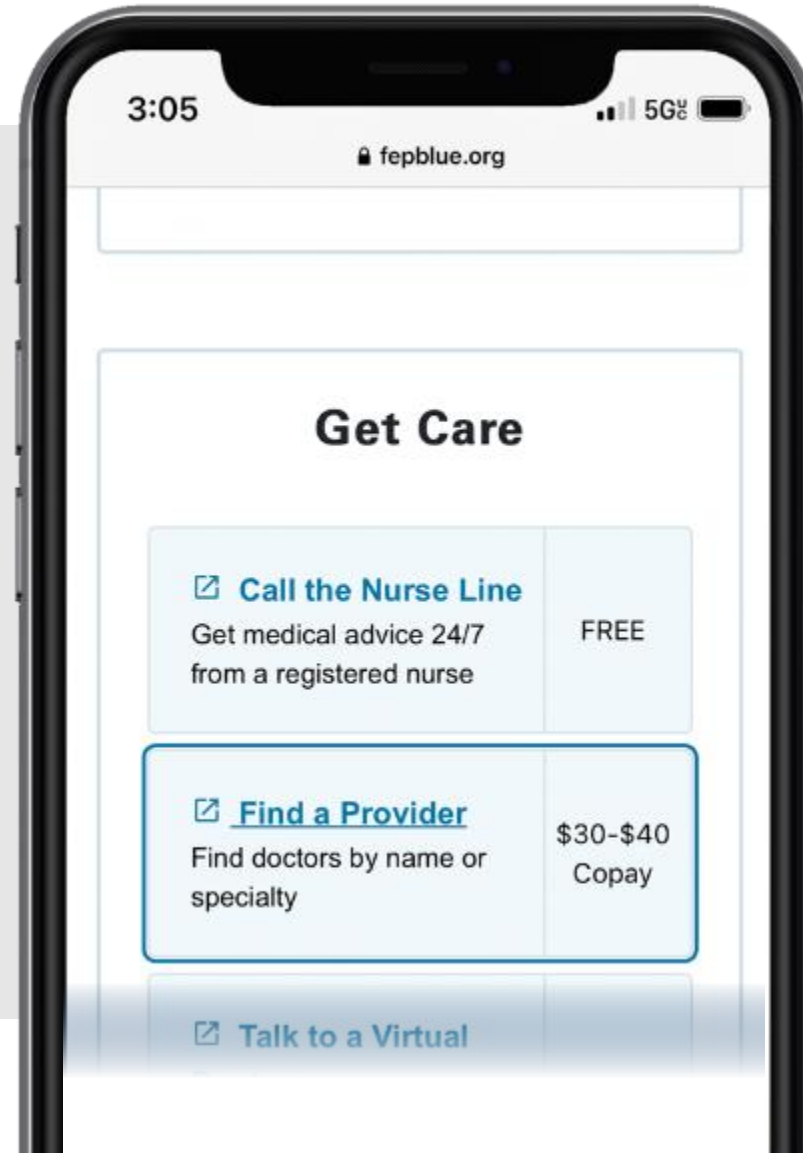 3:05
5G
fepblue.org
Get Care
Call the Nurse Line
Get medical advice 24/7
from a registered nurse
FREE
Find a Provider
Find doctors by name or
specialty
$30-$40
Copay
Talk to a Virtual